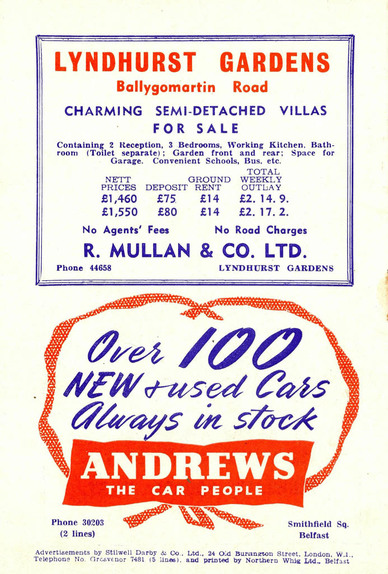 LYNDHURST GARDENS
Ballygomartin Road
CHARMING SEMI-DETACHED VILLAS
FOR SALE
Containing 2 Reception, 3 Bedrooms, Working Kitchen, Bath-
room (Toilet separate); Garden front and rear; Space for
Garage. Convenient Schools, Bus, etc.
NETT PRICES DEPOSIT GROUND RENT TOTAL WEEKLY OUTLAY
£1,460 £75 £14 £2. 14. 9.
£1,550 £80 £14 £2. 17. 2.
No Agents' Fees No Road Charges
R. MULLAN & CO. LTD.
Phone 44658 LYNDHURST GARDENS
Over 100
NEW & used Cars
Always in stock
ANDREWS
THE CAR PEOPLE
Phone 30203 Smithfield Sq.
(2 lines) Belfast
Advertisements by Stilwell Darby & Co., Ltd., 34 Old Burlington Street, London, W.1.,
Telephone No. Grosvenor 7481 (5 lines), and printed by Northern Whig Ltd., Belfast